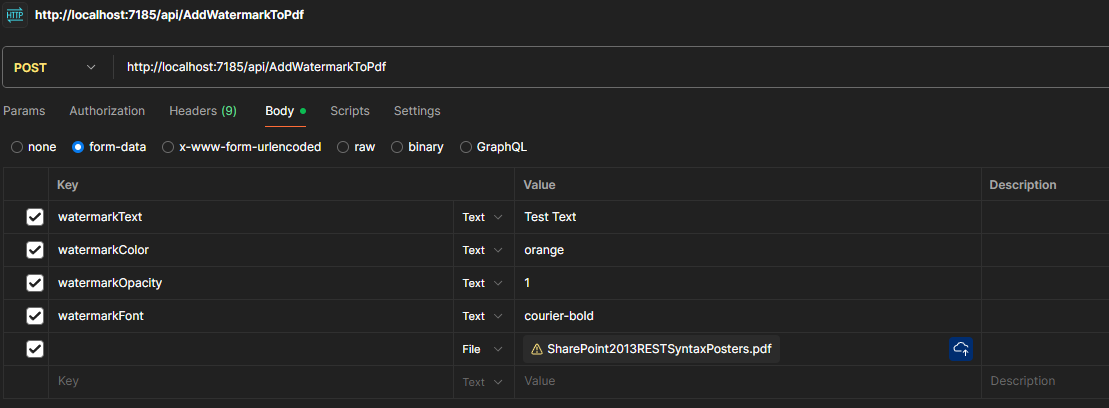 HTTP http://localhost:7185/api/AddWatermarkToPdf
POST http://localhost:7185/api/AddWatermarkToPdf
Params Authorization Headers (9) Body Scripts Settings
none form-data x-www-form-urlencoded raw binary GraphQL
Key Value Description
watermarkText Text Test Text
watermarkColor Text orange
watermarkOpacity Text 1
watermarkFont Text courier-bold
File SharePoint2013RESTSyntaxPosters.pdf
Key Text Value Description